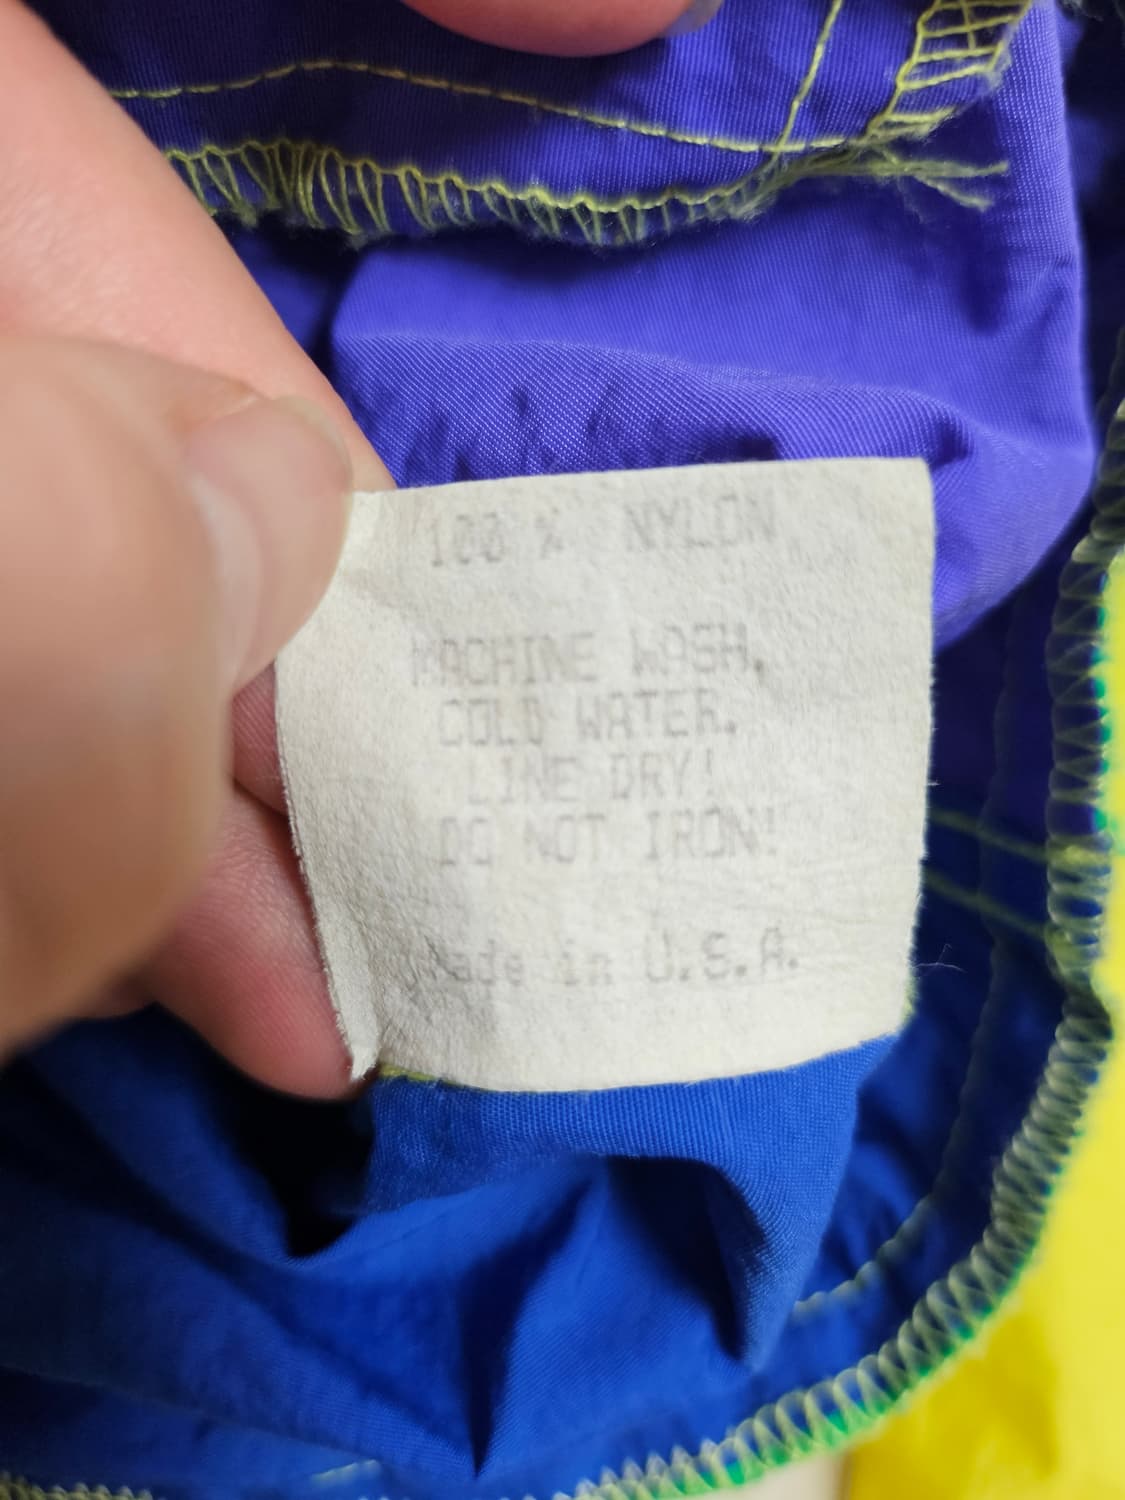 100 % NYLON
MACHINE WASH,
COLD WATER.
LINE DRY!
DO NOT IRON!
Made in U.S.A.